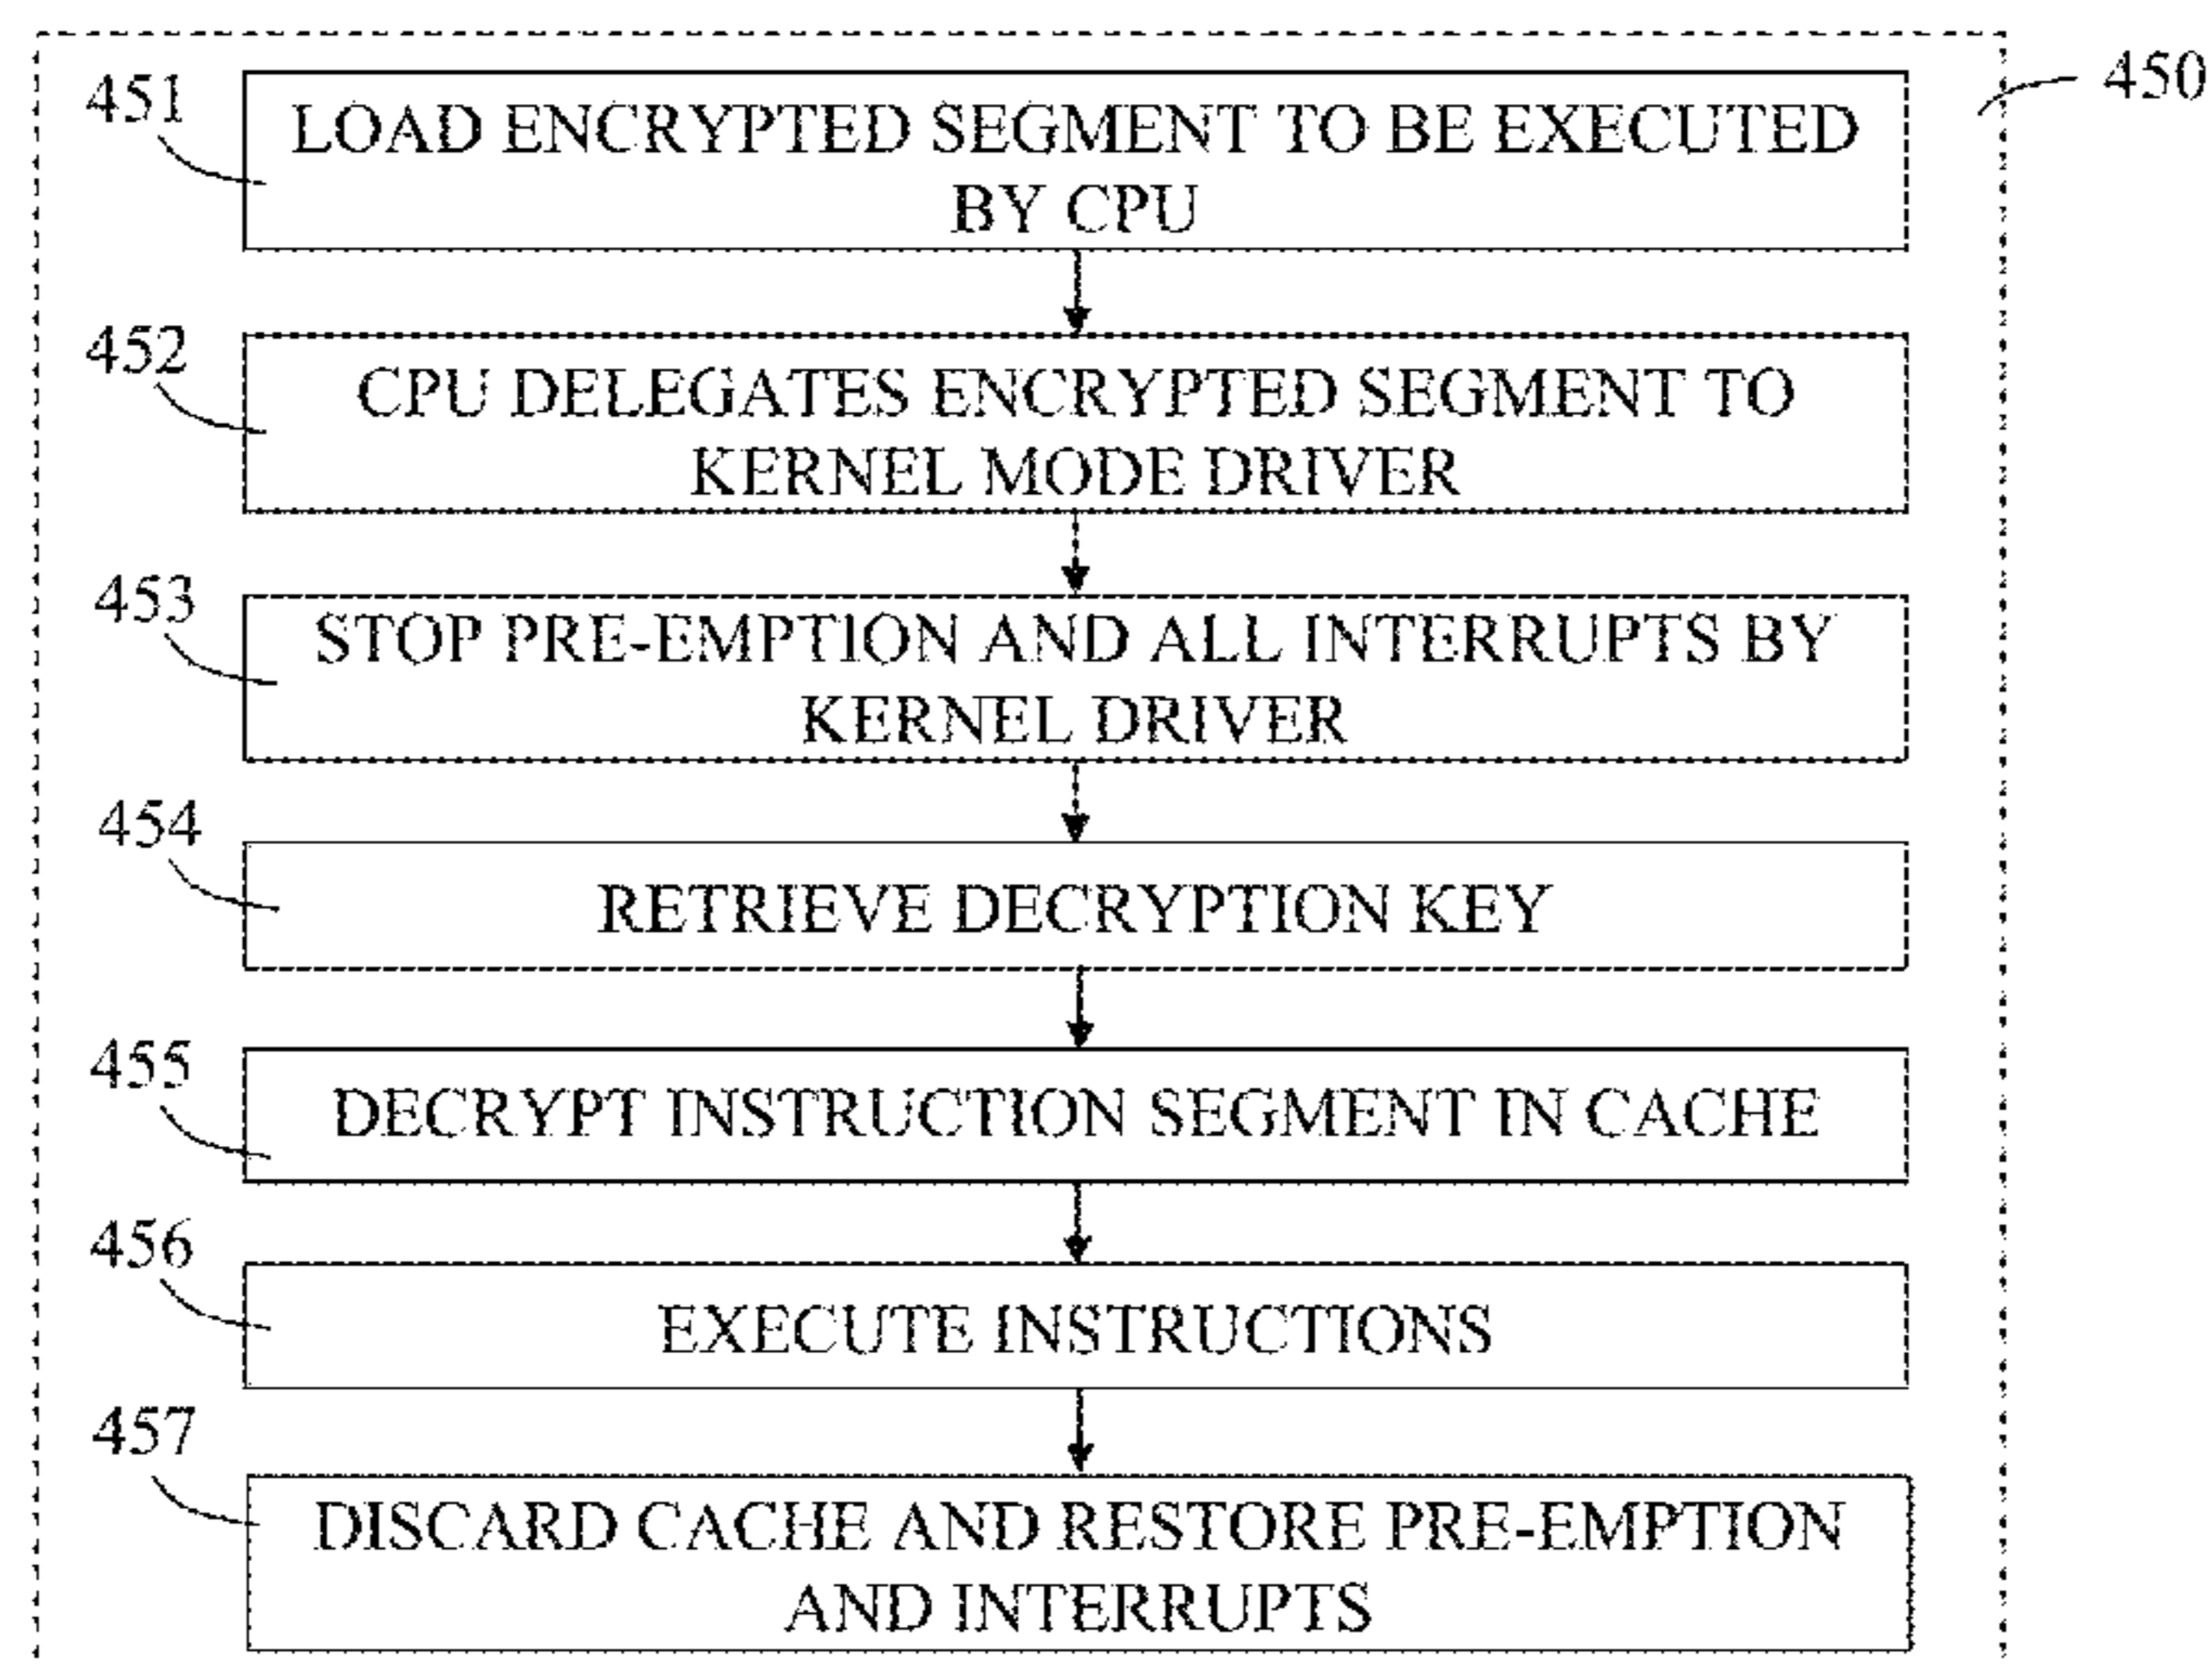 450
451
LOAD ENCRYPTED SEGMENT TO BE EXECUTED
BY CPU
452
CPU DELEGATES ENCRYPTED SEGMENT TO
KERNEL MODE DRIVER
453
STOP PRE-EMPTION AND ALL INTERRUPTS BY
KERNEL DRIVER
454
RETRIEVE DECRYPTION KEY
455
DECRYPT INSTRUCTION SEGMENT IN CACHE
456
EXECUTE INSTRUCTIONS
457
DISCARD CACHE AND RESTORE PRE-EMPTION
AND INTERRUPTS